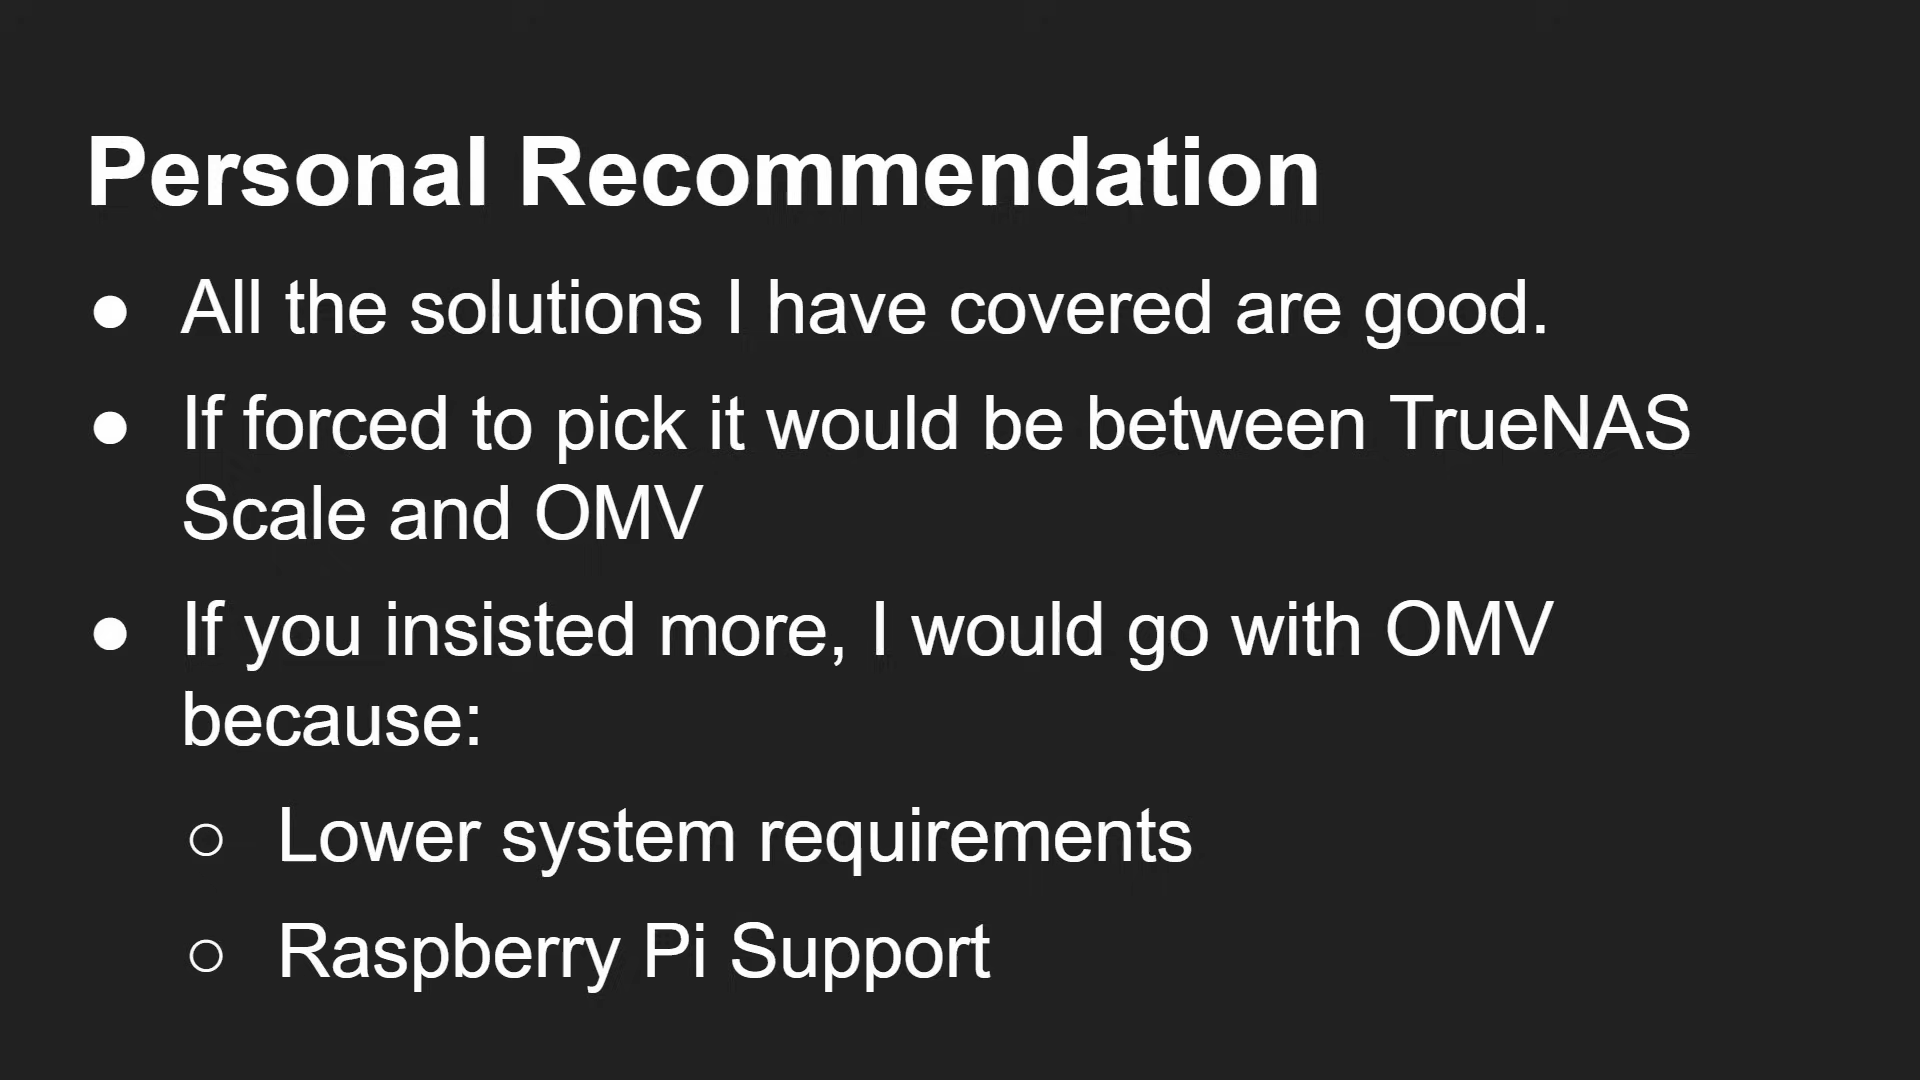 Personal Recommendation
● All the solutions I have covered are good.
● If forced to pick it would be between TrueNAS
Scale and OMV
● If you insisted more, I would go with OMV
because:
○ Lower system requirements
○ Raspberry Pi Support